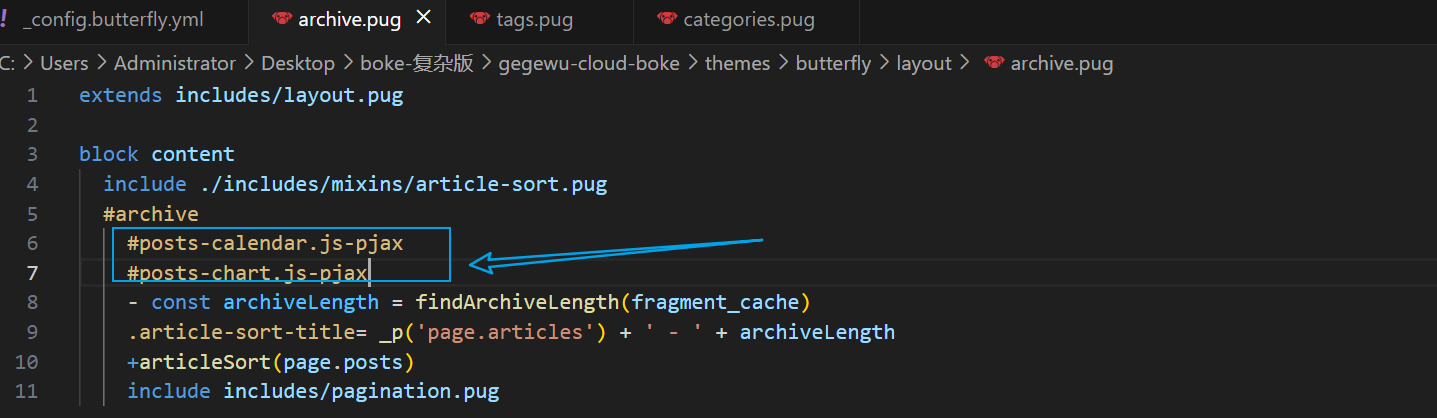 ! _config.butterfly.yml archive.pug × tags.pug categories.pug
C: > Users > Administrator > Desktop > boke-复杂版 > gegewu-cloud-boke > themes > butterfly > layout > archive.pug
1 extends includes/layout.pug
2
3 block content
4 include ./includes/mixins/article-sort.pug
5 #archive
6 #posts-calendar.js-pjax
7 #posts-chart.js-pjax
8 - const archiveLength = findArchiveLength(fragment_cache)
9 .article-sort-title= _p('page.articles') + ' - ' + archiveLength
10 +articleSort(page.posts)
11 include includes/pagination.pug